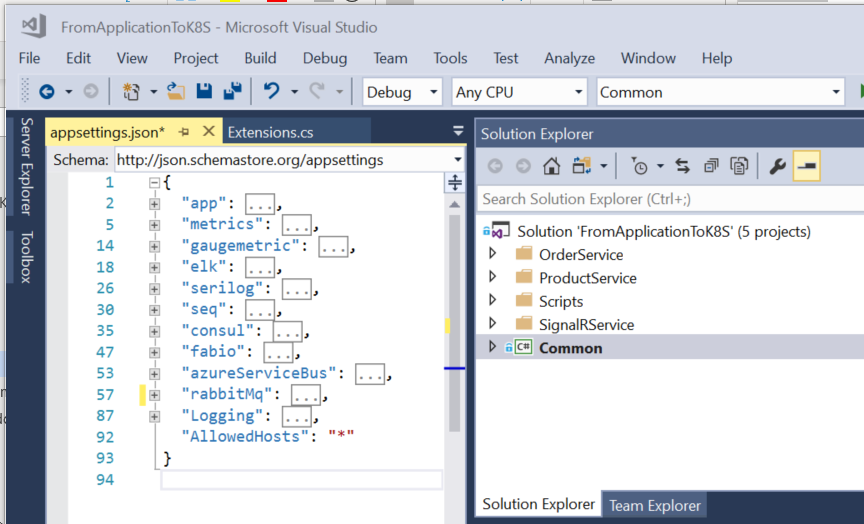 FromApplicationToK8S - Microsoft Visual Studio
File Edit View Project Build Debug Team Tools Test Analyze Window Help
Debug Any CPU Common
Server Explorer
Toolbox
appsettings.json* Extensions.cs
Schema: http://json.schemastore.org/appsettings
1 {
2 "app": ...,
5 "metrics": ...,
14 "gaugemetric": ...,
18 "elk": ...,
25 "serilog": ...,
26 "seq": ...,
30 "consul": ...,
35 "fabio": ...,
47 "azureServiceBus": ...,
53 "rabbitMq": ...,
57 "Logging": ...,
87 "AllowedHosts": "*"
92 }
93
94
Solution Explorer
Search Solution Explorer (Ctrl+;)
Solution 'FromApplicationToK8S' (5 projects)
OrderService
ProductService
Scripts
SignalRService
C# Common
Solution Explorer Team Explorer